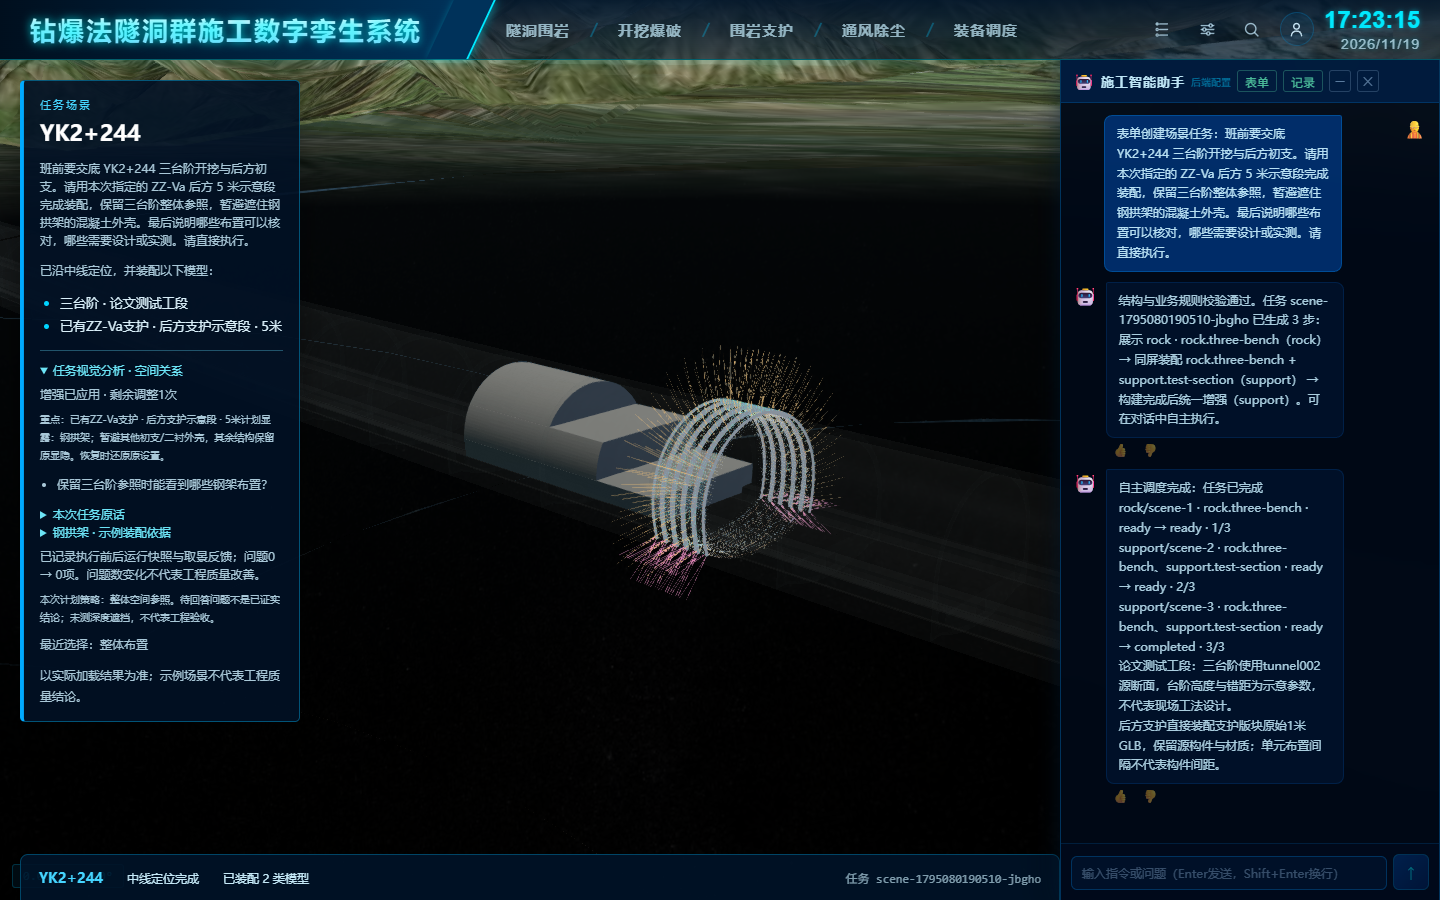 钻爆法隧洞群施工数字孪生系统
隧洞围岩 / 开挖爆破 / 围岩支护 / 通风除尘 / 装备调度
17:23:15
2026/11/19
任务场景
YK2+244
班前要交底 YK2+244 三台阶开挖与后方初
支。请用本次指定的 ZZ-Va 后方 5 米示意段
完成装配，保留三台阶整体参照，暂避遮住钢
拱架的混凝土外壳。最后说明哪些布置可以核
对，哪些需要设计或实测。请直接执行。
已沿中线定位，并装配以下模型：
• 三台阶 · 论文测试工段
• 已有ZZ-Va支护 · 后方支护示意段 · 5米
▼ 任务视觉分析 · 空间关系
增强已应用 · 剩余调整1次
重点：已有ZZ-Va支护 · 后方支护示意段 · 5米计划显
露：钢拱架；暂避其他初支/二衬外壳，其余结构保留
原显隐。恢复时还原原设置。
• 保留三台阶参照时能看到哪些钢架布置？
▶ 本次任务原话
▶ 钢拱架 · 示例装配依据
已记录执行前后运行快照与取景反馈；问题0
→ 0项。问题数变化不代表工程质量改善。
本次计划策略：整体空间参照。待回答问题不是已证实
结论；未测深度遮挡，不代表工程验收。
最近选择：整体布置
以实际加载结果为准；示例场景不代表工程质
量结论。
施工智能助手 后端配置 表单 记录
表单创建场景任务：班前要交底
YK2+244 三台阶开挖与后方初支。请用
本次指定的 ZZ-Va 后方 5 米示意段完成
装配，保留三台阶整体参照，暂避遮住
钢拱架的混凝土外壳。最后说明哪些布
置可以核对，哪些需要设计或实测。请
直接执行。
结构与业务规则校验通过。任务 scene-
1795080190510-jbgho 已生成 3 步：
展示 rock · rock.three-bench（rock）
→ 同屏装配 rock.three-bench +
support.test-section（support） →
构建完成后统一增强（support）。可
在对话中自主执行。
自主调度完成：任务已完成
rock/scene-1 · rock.three-bench ·
ready → ready · 1/3
support/scene-2 · rock.three-
bench、support.test-section · ready
→ ready · 2/3
support/scene-3 · rock.three-
bench、support.test-section · ready
→ completed · 3/3
论文测试工段：三台阶使用tunnel002
源断面，台阶高度与错距为示意参数，
不代表现场工法设计。
后方支护直接装配支护版块原始1米
GLB，保留源构件与材质；单元布置间
隔不代表构件间距。
输入指令或问题（Enter发送，Shift+Enter换行）
YK2+244 中线定位完成 已装配 2 类模型 任务 scene-1795080190510-jbgho